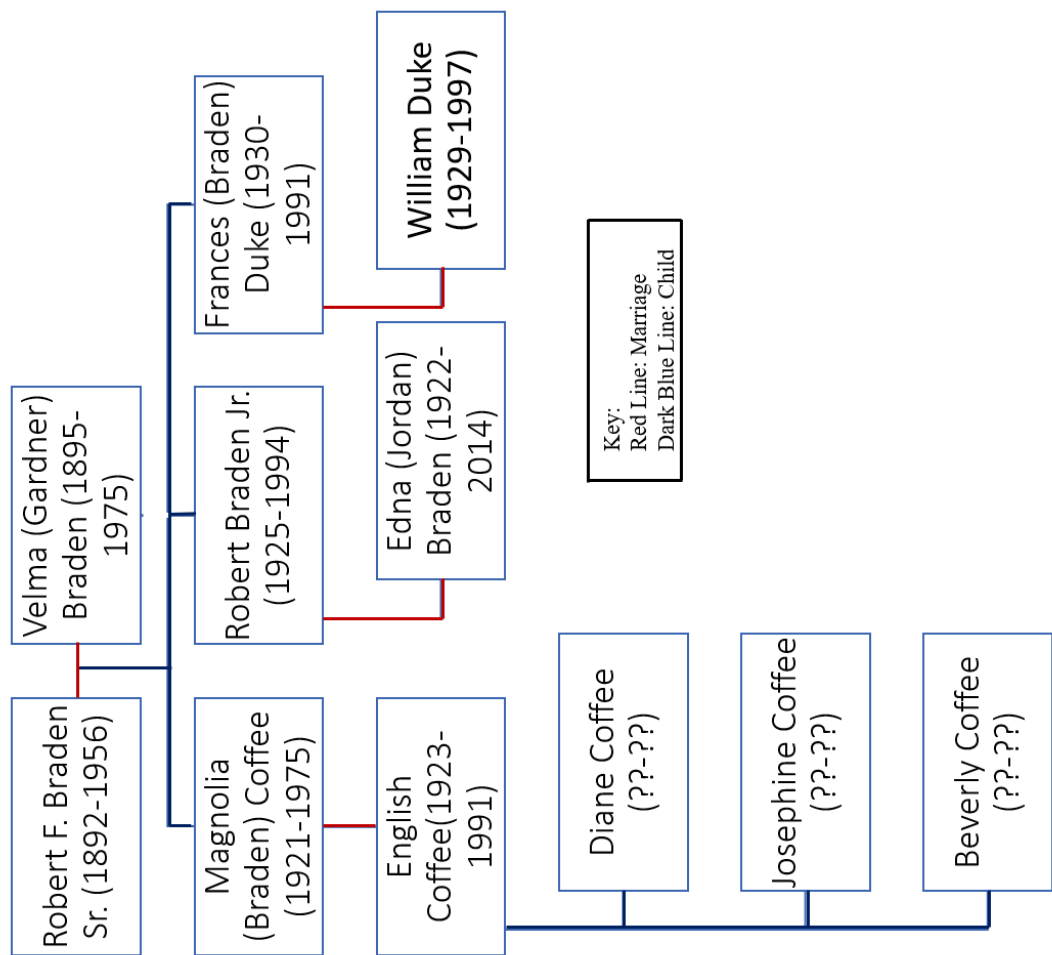 Robert F. Braden
Sr. (1892-1956)
Velma (Gardner)
Braden (1895-
1975)
Magnolia
(Braden) Coffee
(1921-1975)
Robert Braden Jr.
(1925-1994)
Frances (Braden)
Duke (1930-
1991)
English
Coffee(1923-
1991)
Edna (Jordan)
Braden (1922-
2014)
William Duke
(1929-1997)
Diane Coffee
(??-??)
Josephine Coffee
(??-??)
Beverly Coffee
(??-??)
Key:
Red Line: Marriage
Dark Blue Line: Child